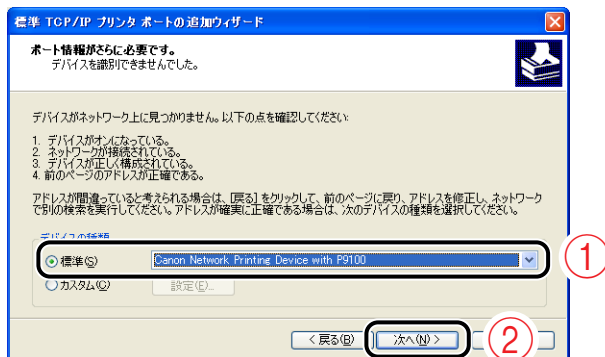 標準 TCP/IP プリンタ ポートの追加ウィザード
ポート情報がさらに必要です。
デバイスを識別できませんでした。
デバイスがネットワーク上に見つかりません。以下の点を確認してください:
1. デバイスがオンになっている。
2. ネットワークが接続されている。
3. デバイスが正しく構成されている。
4. 前のページのアドレスが正確である。
アドレスが間違っていると考えられる場合は、[戻る] をクリックして、前のページに戻り、アドレスを修正し、ネットワーク
で別の検索を実行してください。アドレスが確実に正確である場合は、次のデバイスの種類を選択してください。
デバイスの種類
標準(S) Canon Network Printing Device with P9100 ①
カスタム(C) 設定(E)...
< 戻る(B) 次へ(N) > ②